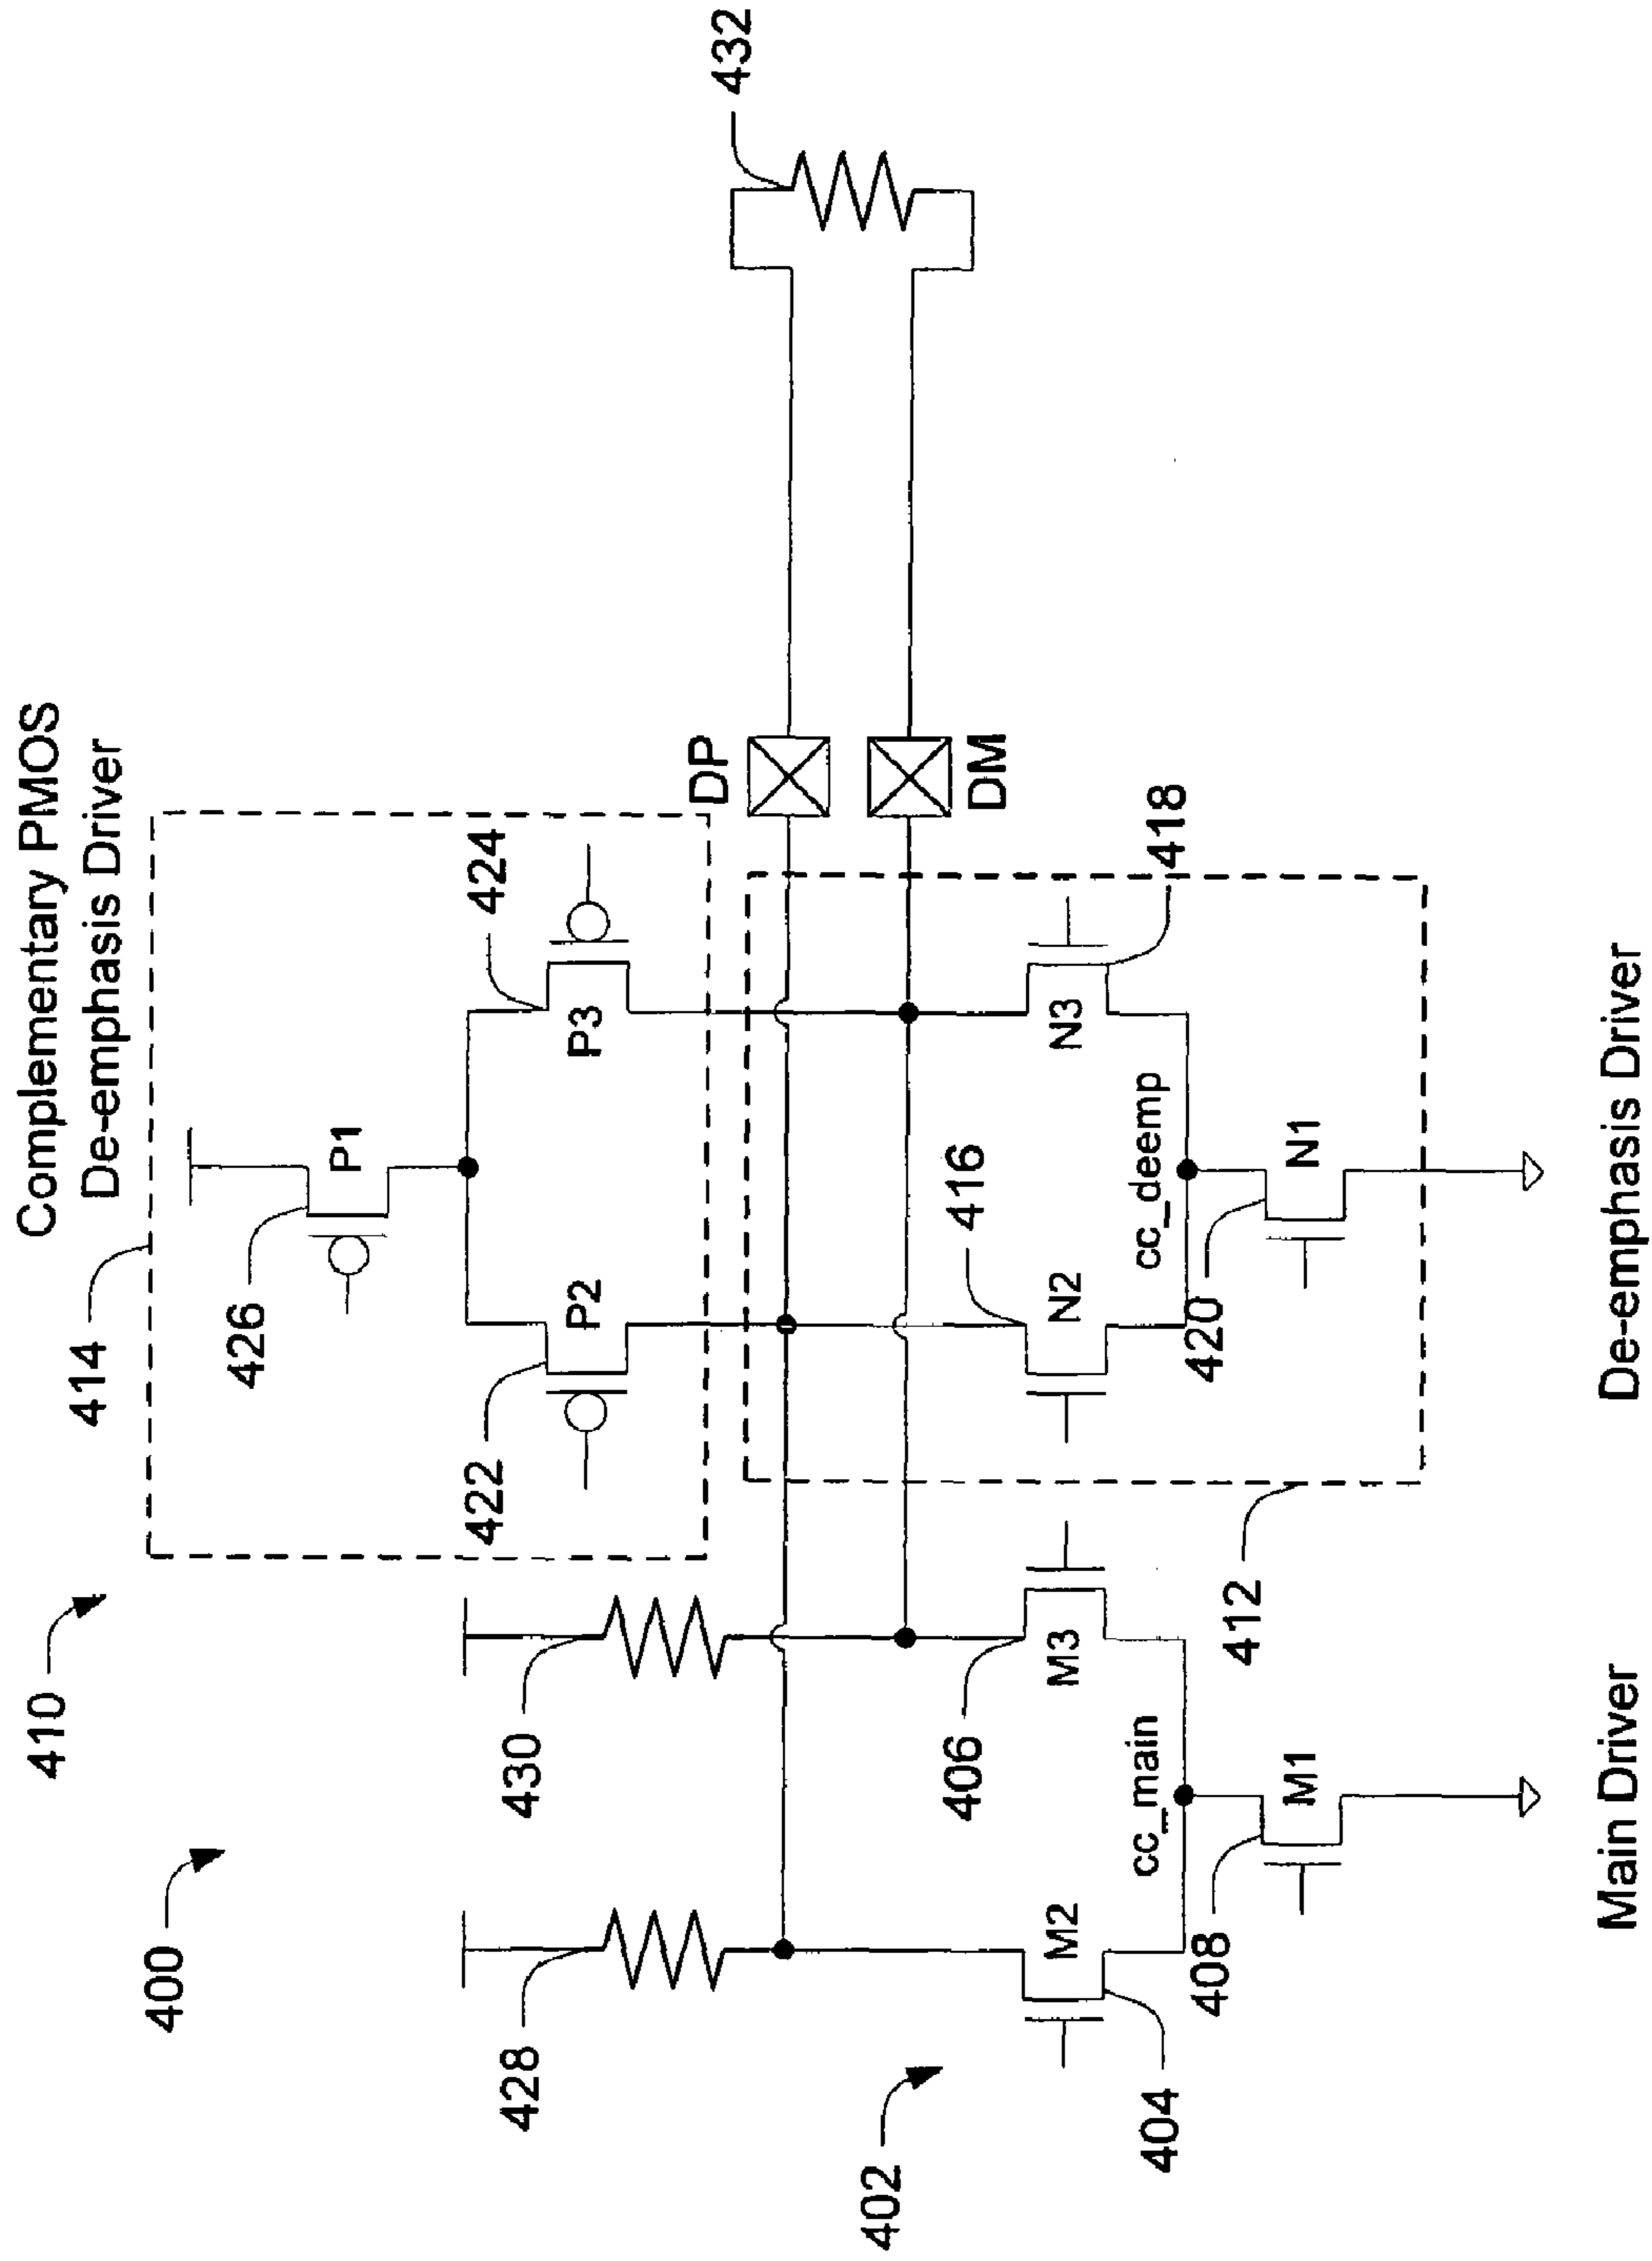 Complementary PMOS
De-emphasis Driver
410
414
400
426
P1
424
422
P2
P3
428
430
DP
DM
432
402
404
M2
406
M3
416
N2
N3
418
cc_main
cc_deemp
408
M1
412
420
N1
Main Driver
De-emphasis Driver